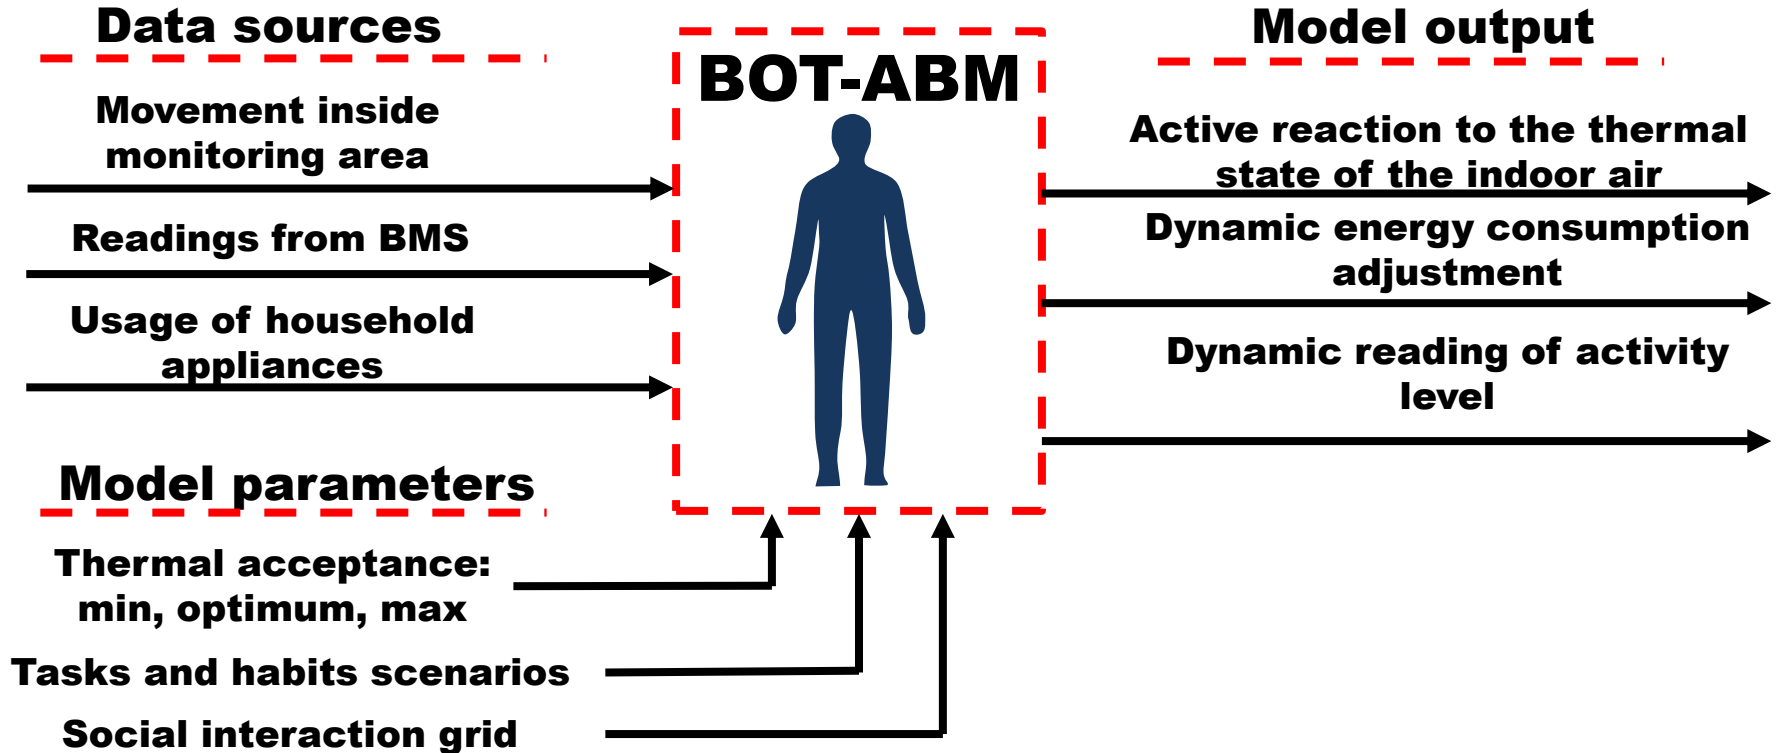 Data sources
Movement inside
monitoring area
Readings from BMS
Usage of household
appliances
Model parameters
Thermal acceptance:
min, optimum, max
Tasks and habits scenarios
Social interaction grid
BOT-ABM
Model output
Active reaction to the thermal
state of the indoor air
Dynamic energy consumption
adjustment
Dynamic reading of activity
level